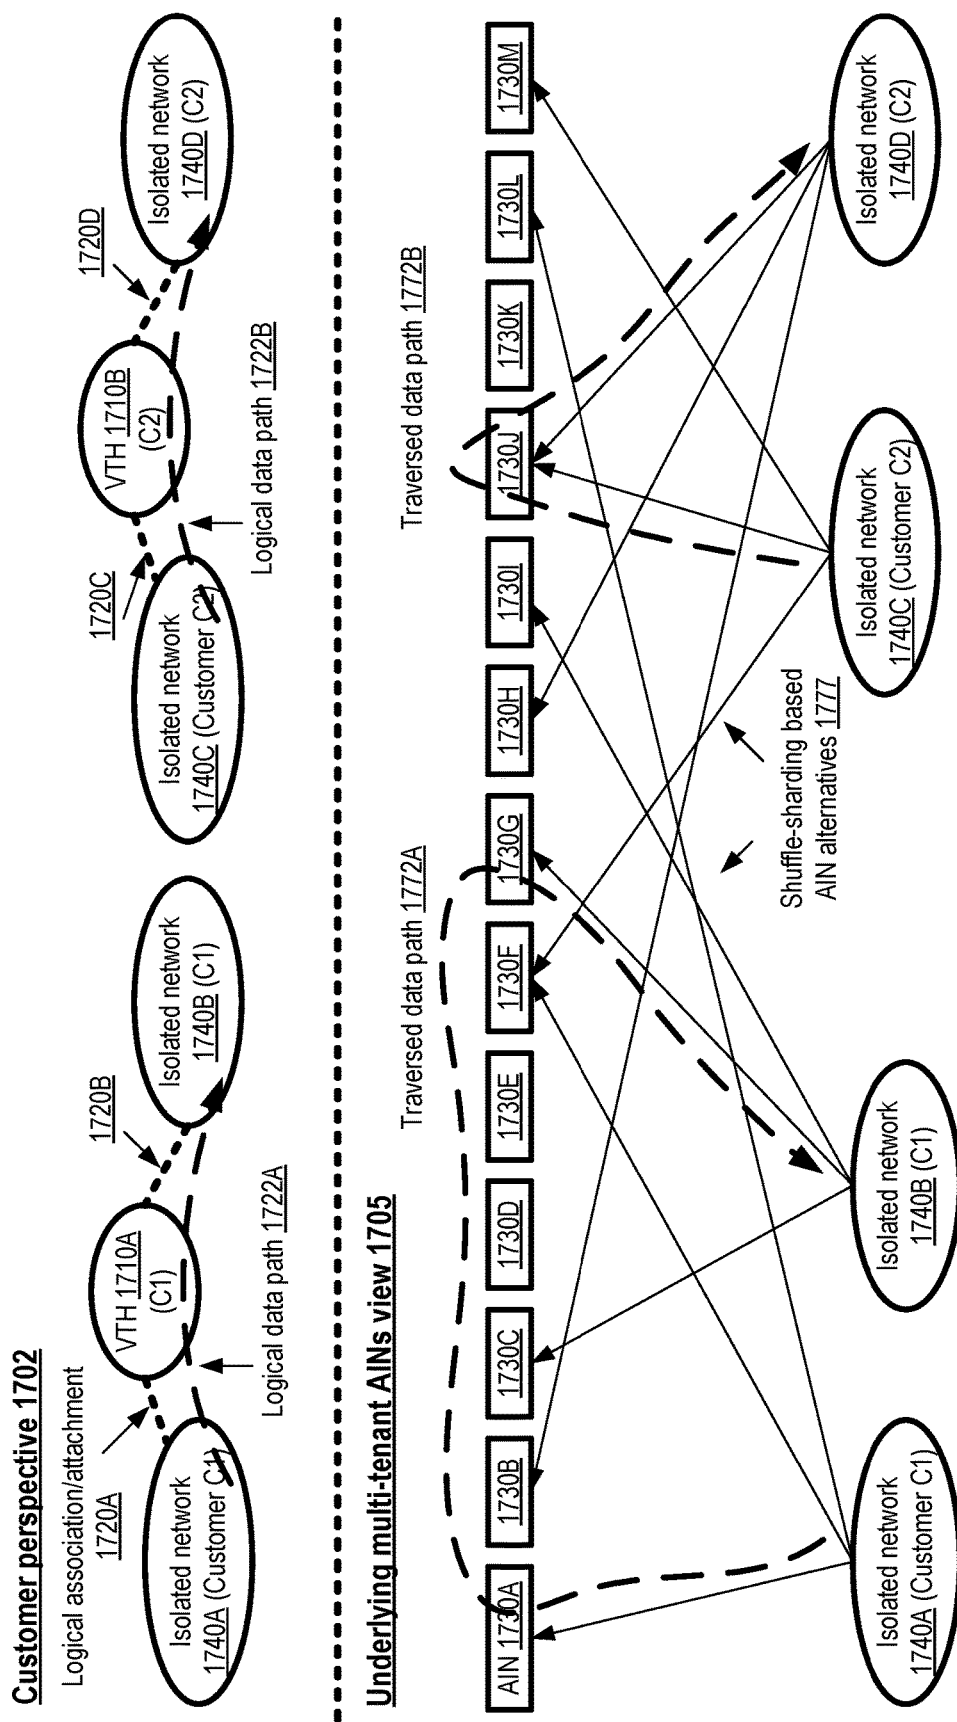 Customer perspective 1702
Logical association/attachment
1720A
VTH 1710A
(C1)
1720B
Isolated network
1740A (Customer C1)
Logical data path 1722A
Isolated network
1740B (C1)
1720C
VTH 1710B
(C2)
1720D
Isolated network
1740C (Customer C2)
Logical data path 1722B
Isolated network
1740D (C2)
Underlying multi-tenant AINs view 1705
Traversed data path 1772A
Traversed data path 1772B
AIN 1730A
1730B
1730C
1730D
1730E
1730F
1730G
1730H
1730I
1730J
1730K
1730L
1730M
Shuffle-sharding based
AIN alternatives 1777
Isolated network
1740A (Customer C1)
Isolated network
1740B (C1)
Isolated network
1740C (Customer C2)
Isolated network
1740D (C2)